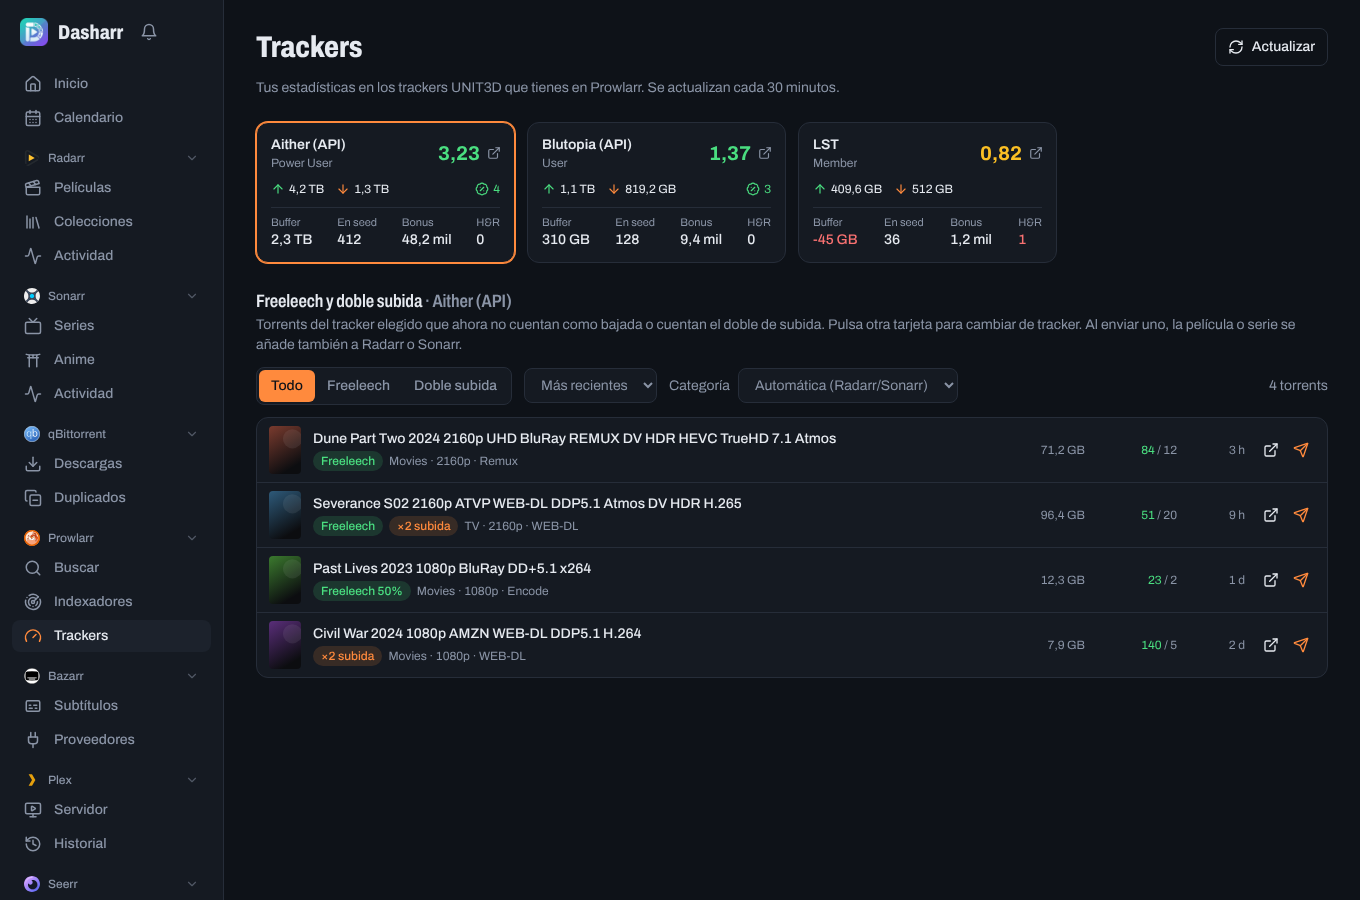 Dasharr
Inicio
Calendario
Radarr
Películas
Colecciones
Actividad
Sonarr
Series
Anime
Actividad
qb qBittorrent
Descargas
Duplicados
Prowlarr
Buscar
Indexadores
Trackers
Bazarr
Subtítulos
Proveedores
Plex
Servidor
Historial
Seerr
Trackers
Actualizar
Tus estadísticas en los trackers UNIT3D que tienes en Prowlarr. Se actualizan cada 30 minutos.
Aither (API)
Power User
3,23
4,2 TB 1,3 TB 4
Buffer En seed Bonus H&R
2,3 TB 412 48,2 mil 0
Blutopia (API)
User
1,37
1,1 TB 819,2 GB 3
Buffer En seed Bonus H&R
310 GB 128 9,4 mil 0
LST
Member
0,82
409,6 GB 512 GB
Buffer En seed Bonus H&R
-45 GB 36 1,2 mil 1
Freeleech y doble subida · Aither (API)
Torrents del tracker elegido que ahora no cuentan como bajada o cuentan el doble de subida. Pulsa otra tarjeta para cambiar de tracker. Al enviar uno, la película o serie se
añade también a Radarr o Sonarr.
Todo Freeleech Doble subida Más recientes Categoría Automática (Radarr/Sonarr) 4 torrents
Dune Part Two 2024 2160p UHD BluRay REMUX DV HDR HEVC TrueHD 7.1 Atmos
Freeleech Movies · 2160p · Remux
71,2 GB 84 / 12 3 h
Severance S02 2160p ATVP WEB-DL DDP5.1 Atmos DV HDR H.265
Freeleech ×2 subida TV · 2160p · WEB-DL
96,4 GB 51 / 20 9 h
Past Lives 2023 1080p BluRay DD+5.1 x264
Freeleech 50% Movies · 1080p · Encode
12,3 GB 23 / 2 1 d
Civil War 2024 1080p AMZN WEB-DL DDP5.1 H.264
×2 subida Movies · 1080p · WEB-DL
7,9 GB 140 / 5 2 d